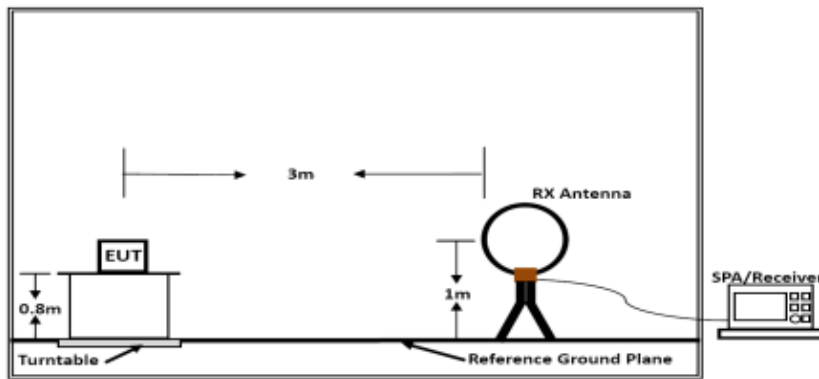 3m
RX Antenna
EUT
SPA/Receiver
0.8m
1m
Turntable
Reference Ground Plane